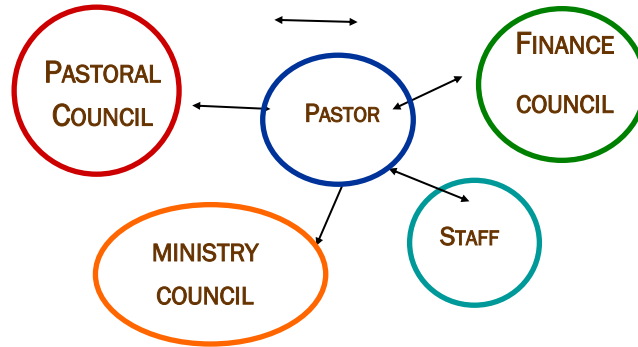 PASTORAL
COUNCIL
PASTOR
FINANCE
COUNCIL
STAFF
MINISTRY
COUNCIL